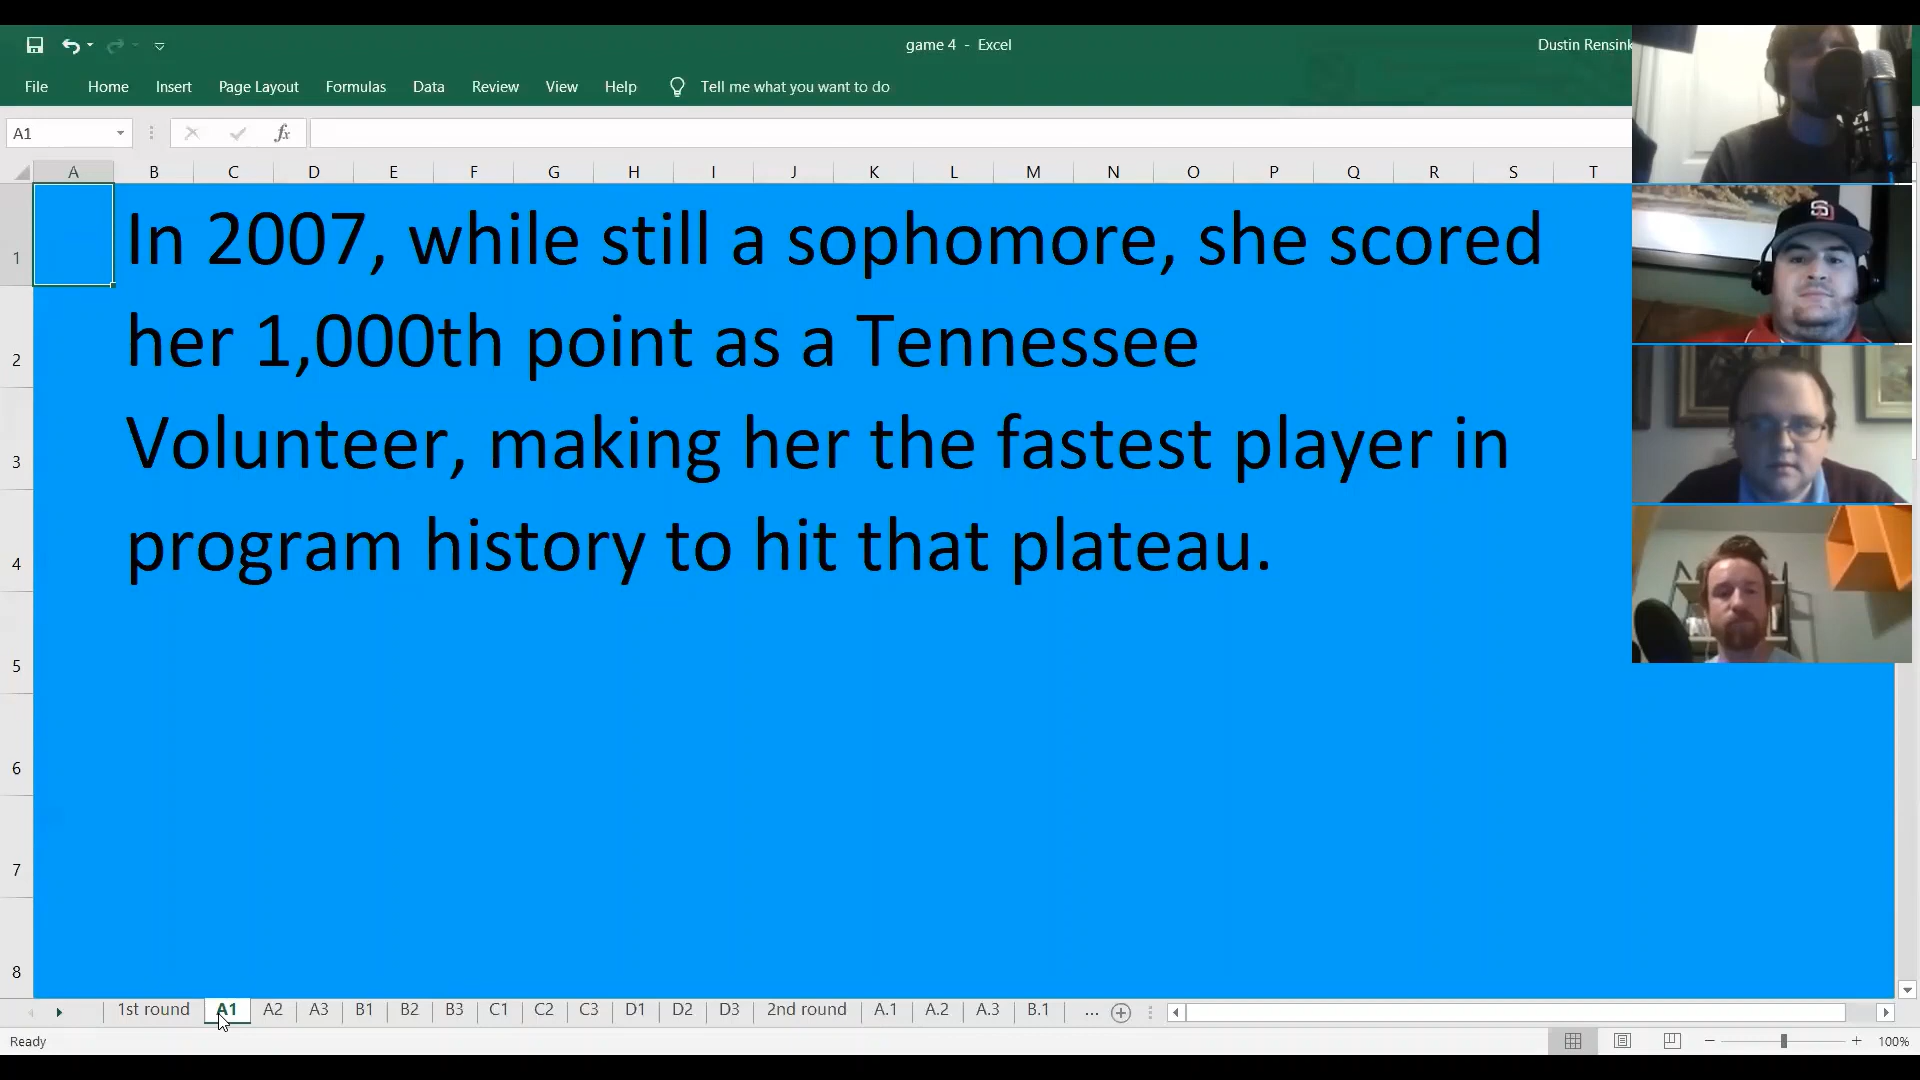 game 4 - Excel
Dustin Rensink
File Home Insert Page Layout Formulas Data Review View Help Tell me what you want to do
A1 fx
A B C D E F G H I J K L M N O P Q R S T
1 In 2007, while still a sophomore, she scored
2 her 1,000th point as a Tennessee
3 Volunteer, making her the fastest player in
4 program history to hit that plateau.
5
6
7
8
SD
1st round A1 A2 A3 B1 B2 B3 C1 C2 C3 D1 D2 D3 2nd round A.1 A.2 A.3 B.1 ...
Ready 100%